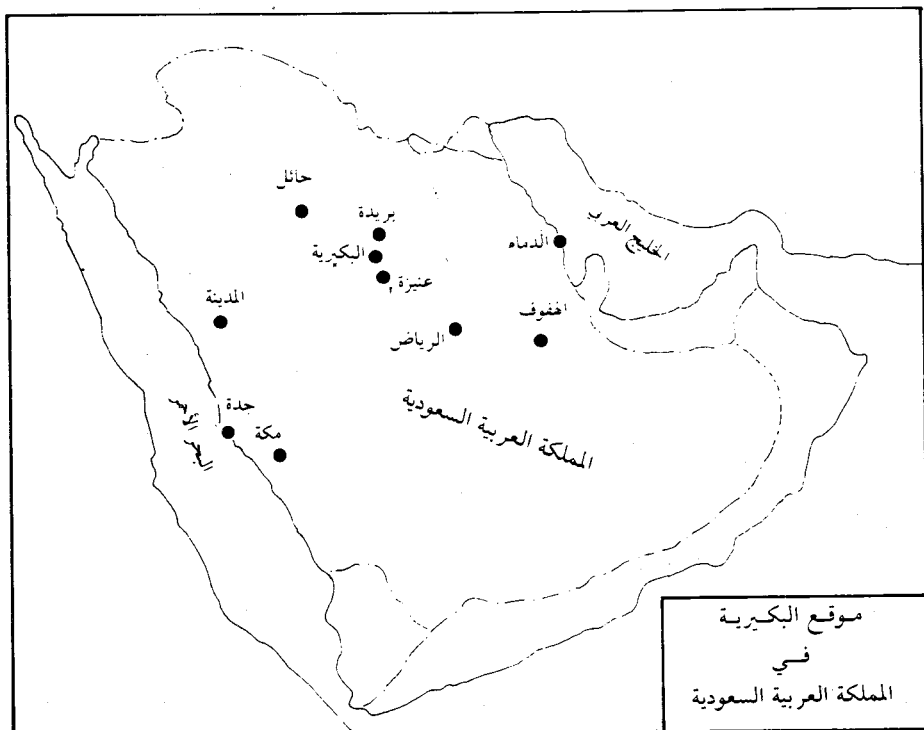 حائل
بريدة
البكيرية
عنيزة
المدينة
جدة
مكة
الرياض
الهفوف
الدمام
الخليج العربي
البحر الأحمر
المملكة العربية السعودية
موقع البكيرية
في
المملكة العربية السعودية